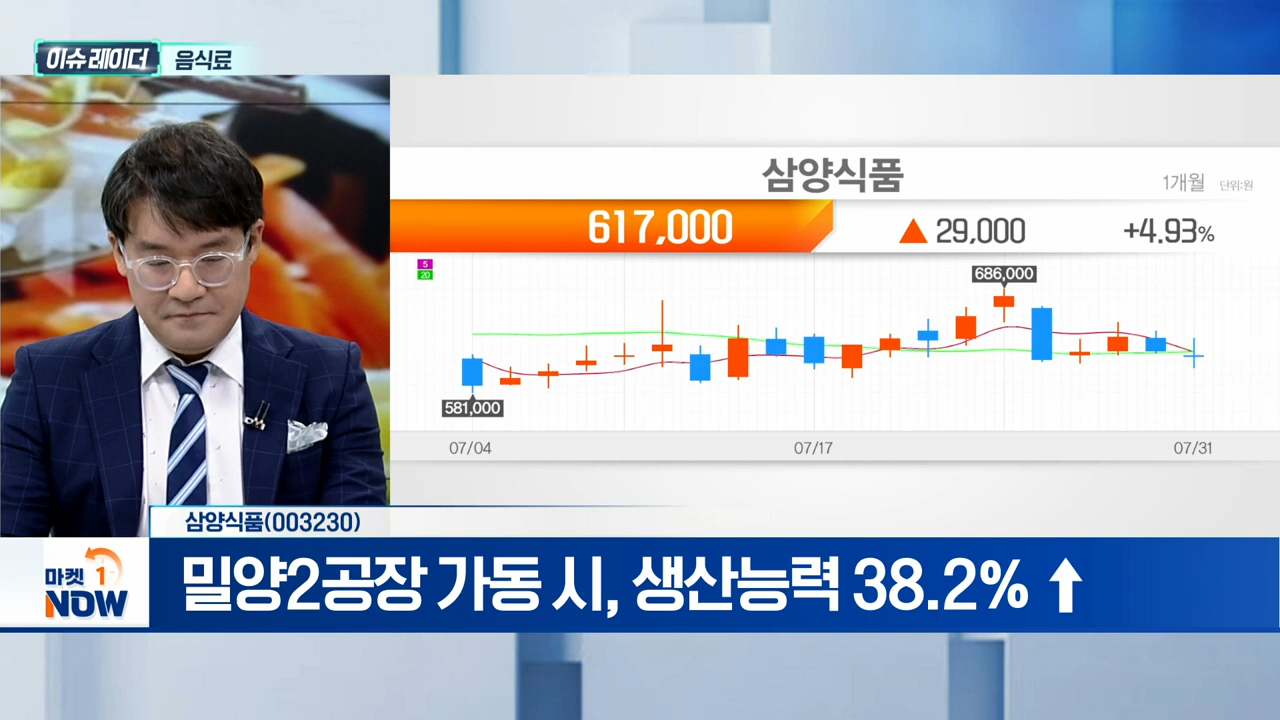 이슈 레이더 음식료
삼양식품
1개월 단위:원
617,000 ▲ 29,000 +4.93%
5
20
686,000
581,000
07/04 07/17 07/31
삼양식품(003230)
마켓 1
NOW
밀양2공장 가동 시, 생산능력 38.2% ↑